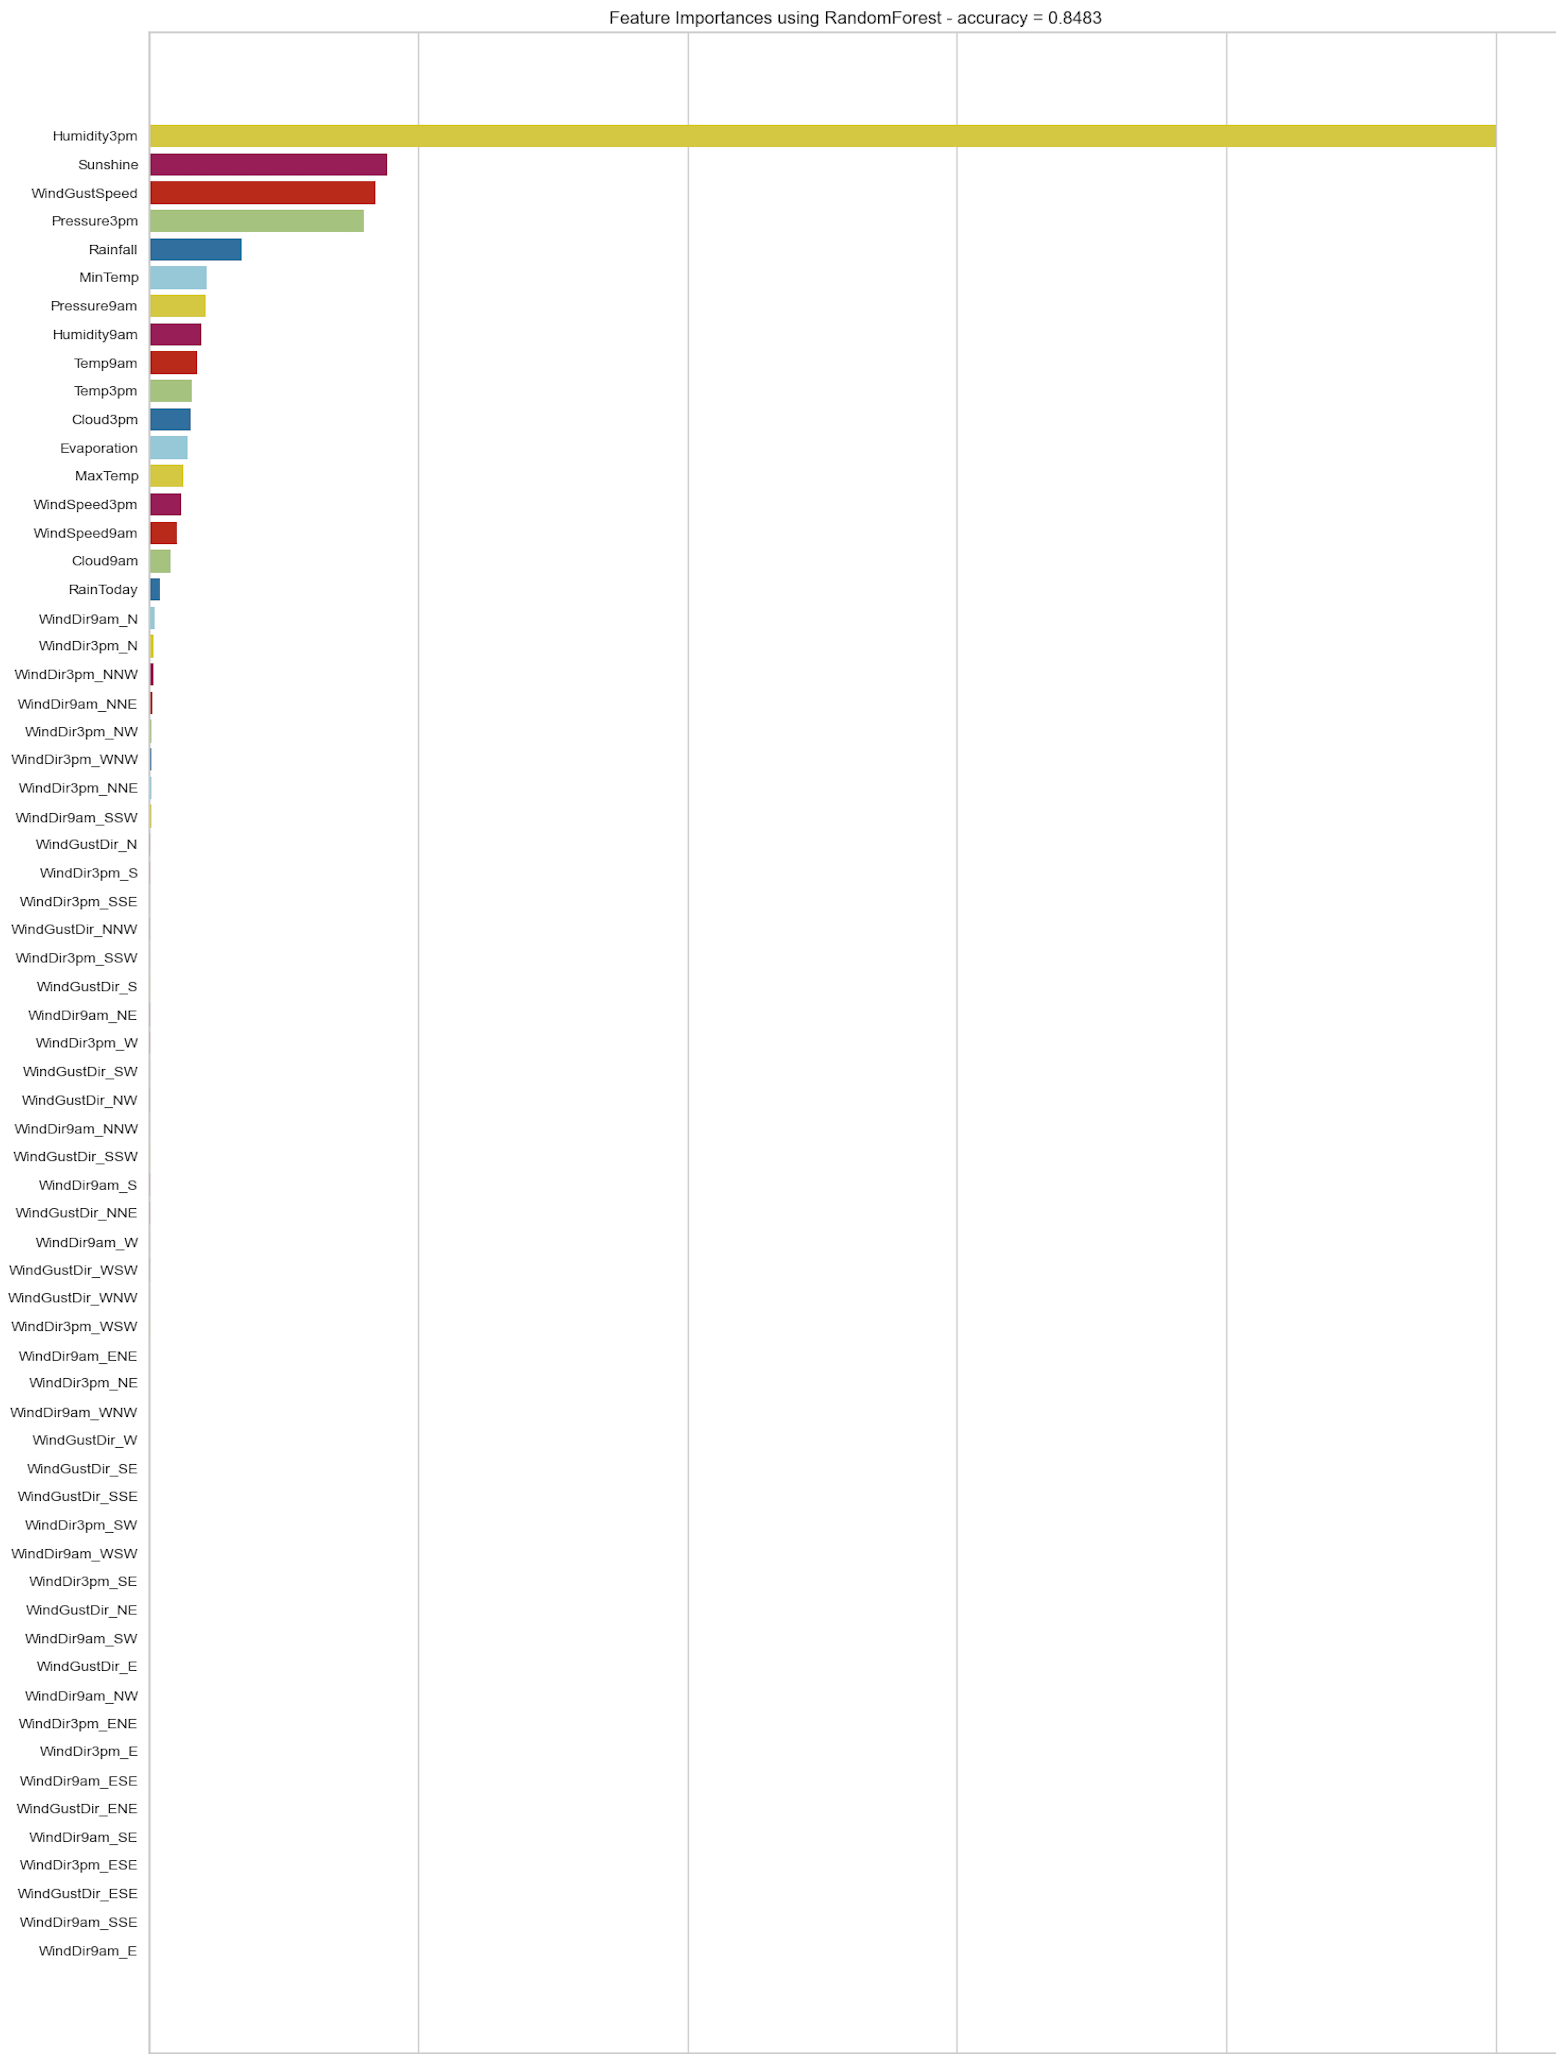 Feature Importances using RandomForest - accuracy = 0.8483
Humidity3pm
Sunshine
WindGustSpeed
Pressure3pm
Rainfall
MinTemp
Pressure9am
Humidity9am
Temp9am
Temp3pm
Cloud3pm
Evaporation
MaxTemp
WindSpeed3pm
WindSpeed9am
Cloud9am
RainToday
WindDir9am_N
WindDir3pm_N
WindDir3pm_NNW
WindDir9am_NNE
WindDir3pm_NW
WindDir3pm_WNW
WindDir3pm_NNE
WindDir9am_SSW
WindGustDir_N
WindDir3pm_S
WindDir3pm_SSE
WindGustDir_NNW
WindDir3pm_SSW
WindGustDir_S
WindDir9am_NE
WindDir3pm_W
WindGustDir_SW
WindGustDir_NW
WindDir9am_NNW
WindGustDir_SSW
WindDir9am_S
WindGustDir_NNE
WindDir9am_W
WindGustDir_WSW
WindGustDir_WNW
WindDir3pm_WSW
WindDir9am_ENE
WindDir3pm_NE
WindDir9am_WNW
WindGustDir_W
WindGustDir_SE
WindGustDir_SSE
WindDir3pm_SW
WindDir9am_WSW
WindDir3pm_SE
WindGustDir_NE
WindDir9am_SW
WindGustDir_E
WindDir9am_NW
WindDir3pm_ENE
WindDir3pm_E
WindDir9am_ESE
WindGustDir_ENE
WindDir9am_SE
WindDir3pm_ESE
WindGustDir_ESE
WindDir9am_SSE
WindDir9am_E